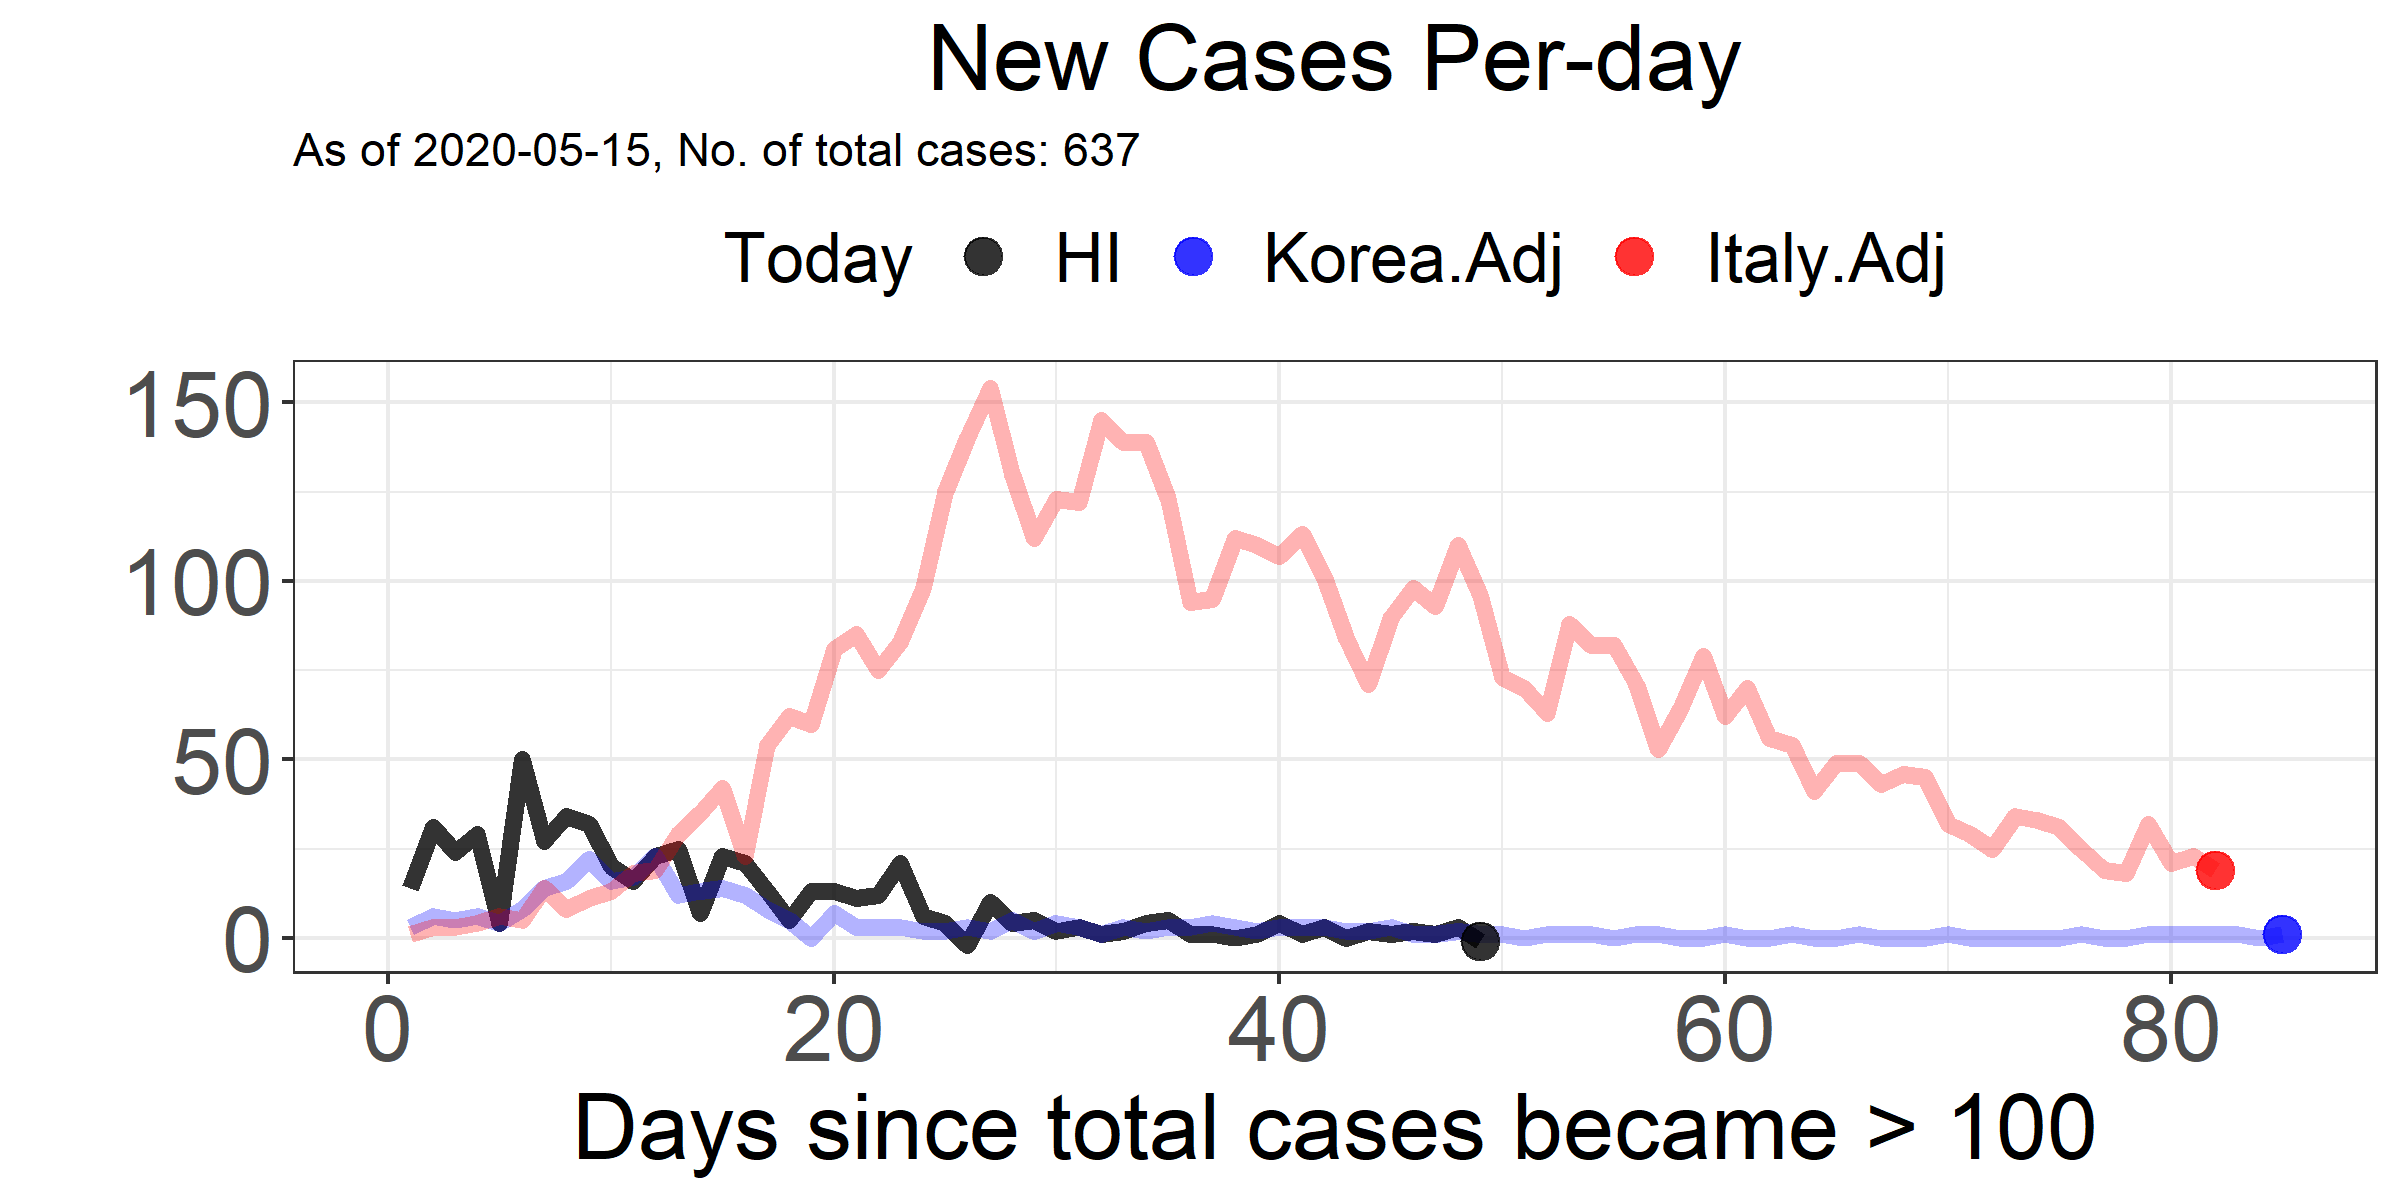 New Cases Per-day
As of 2020-05-15, No. of total cases: 637
Today HI Korea.Adj Italy.Adj
150
100
50
0
0 20 40 60 80
Days since total cases became > 100